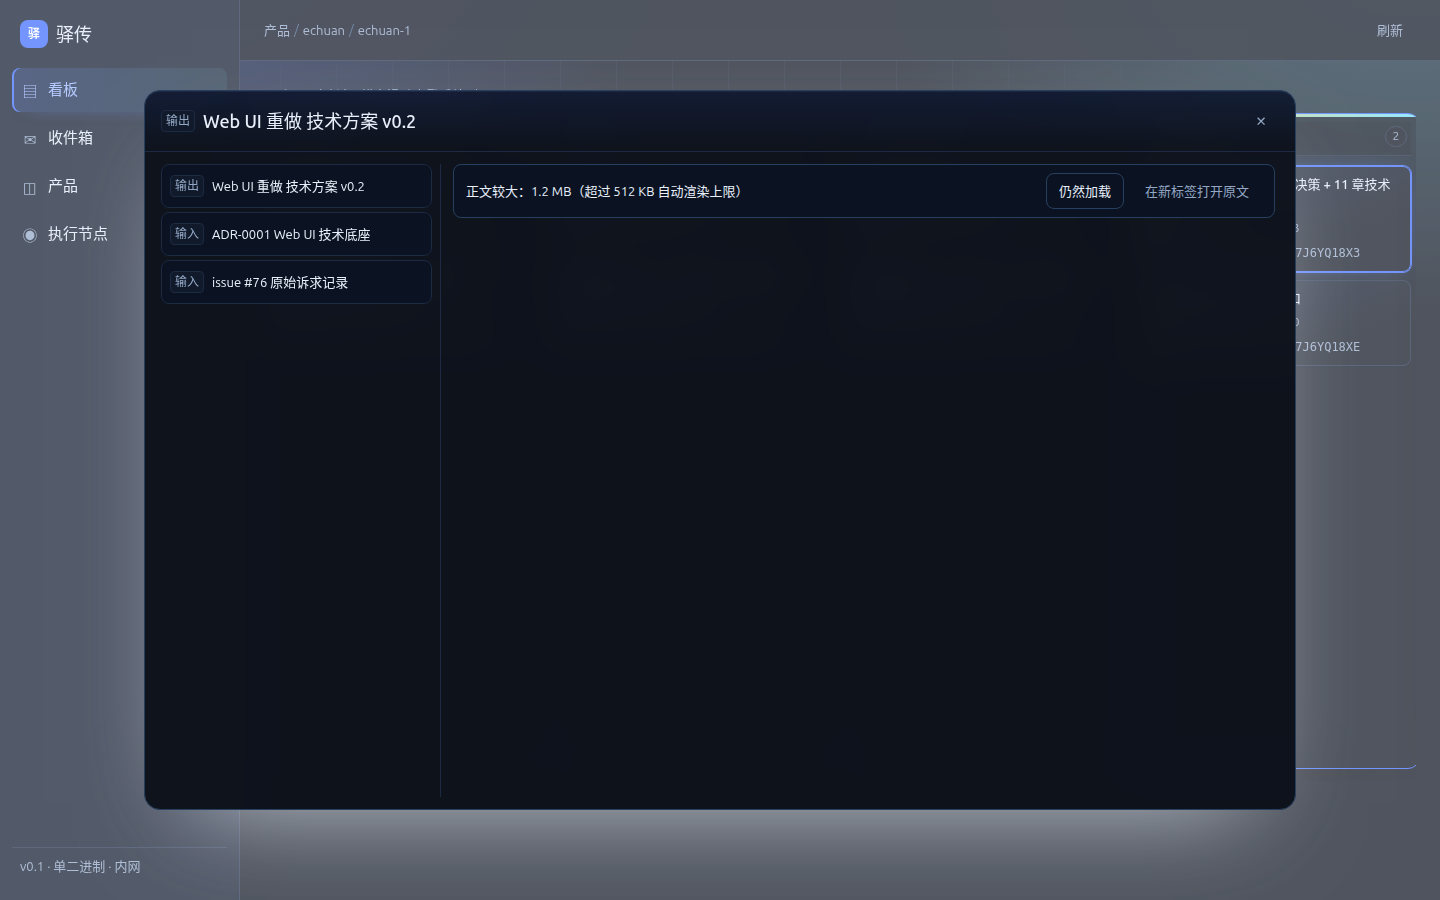 驿 驿传
产品 / echuan / echuan-1
刷新
看板
收件箱
产品
执行节点
输出 Web UI 重做 技术方案 v0.2 ×
输出 Web UI 重做 技术方案 v0.2
输入 ADR-0001 Web UI 技术底座
输入 issue #76 原始诉求记录
正文较大：1.2 MB（超过 512 KB 自动渲染上限）
仍然加载
在新标签打开原文
2
决策 + 11 章技术
7J6YQ18X3
7J6YQ18XE
v0.1 · 单二进制 · 内网